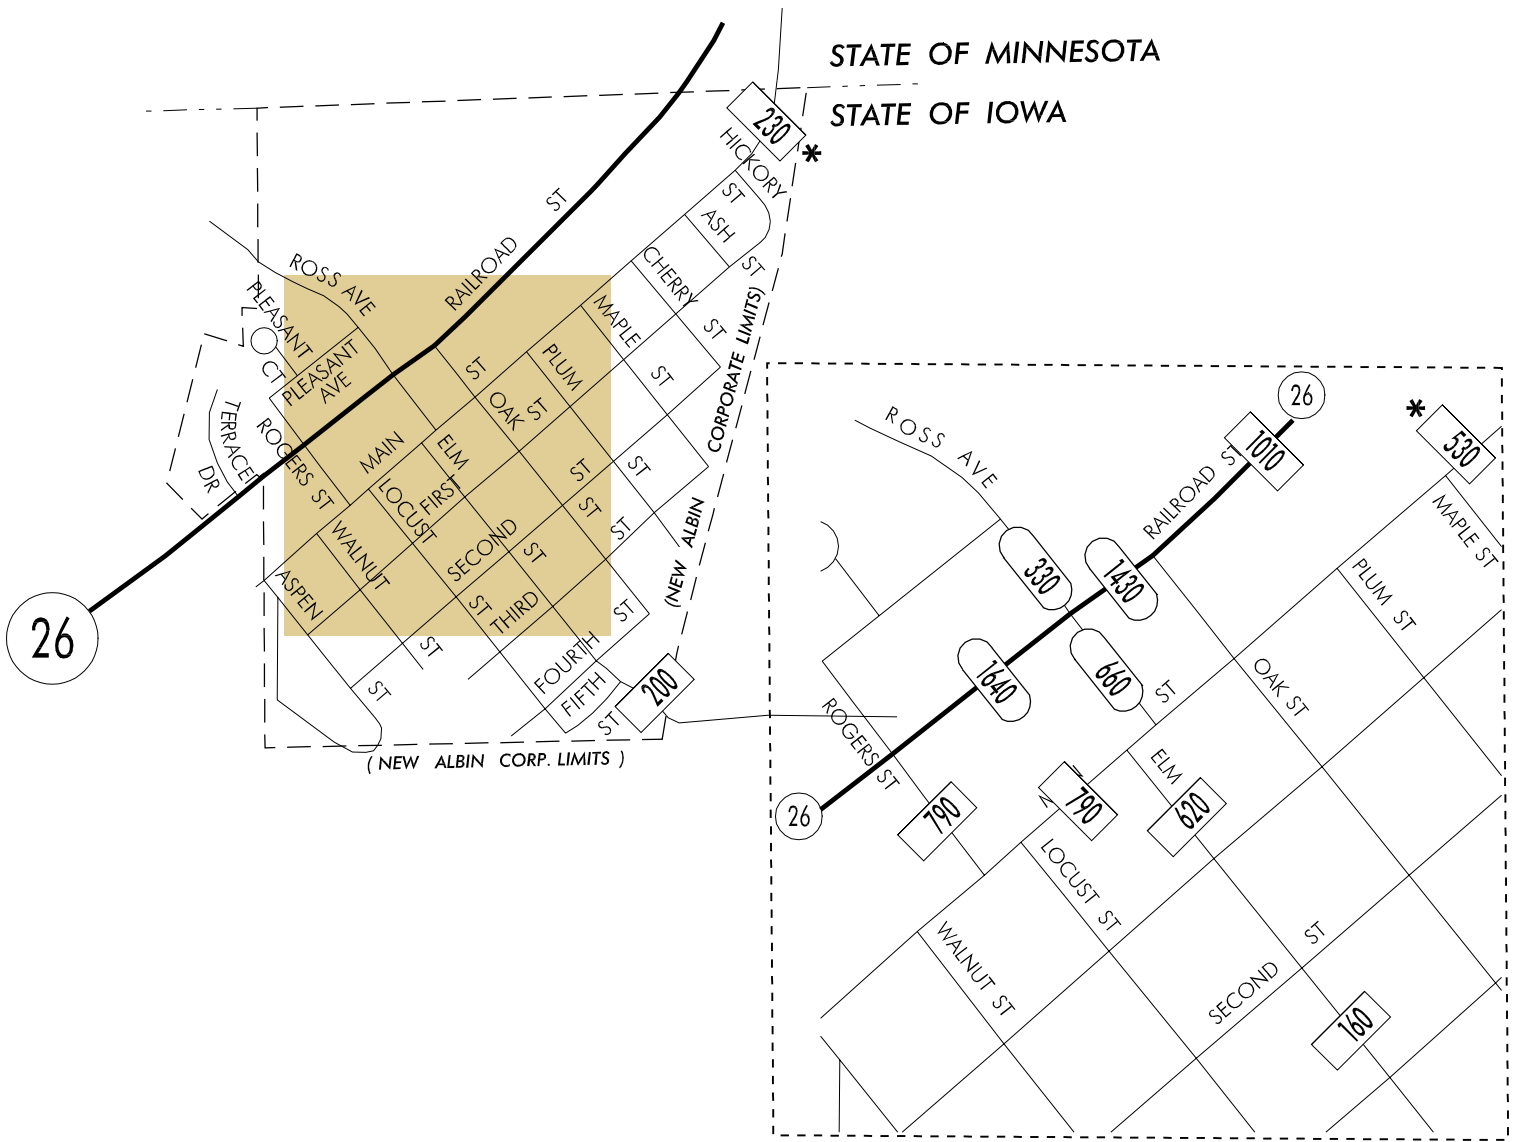 STATE OF MINNESOTA
STATE OF IOWA
230
*
HICKORY ST
ASH ST
CHERRY ST
MAPLE ST
PLUM ST
OAK ST
ELM ST
LOCUST ST
WALNUT ST
ASPEN ST
ROSS AVE
RAILROAD ST
PLEASANT CT
PLEASANT AVE
TERRACE DR
ROGERS ST
MAIN ST
FIRST ST
SECOND ST
THIRD ST
FOURTH ST
FIFTH ST
200
26
(NEW ALBIN CORPORATE LIMITS)
( NEW ALBIN CORP. LIMITS )
26
*
530
1010
ROSS AVE
RAILROAD ST
MAPLE ST
PLUM ST
330
1430
1640
660
OAK ST
ST
ROGERS ST
26
790
790
ELM
620
LOCUST ST
WALNUT ST
SECOND ST
160